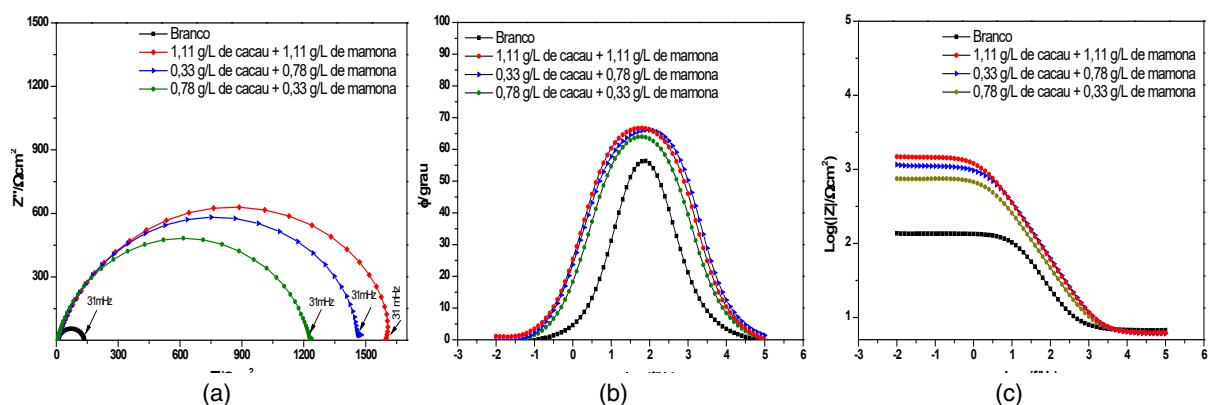 1500
1200
900
600
300
Z"/Ωcm²
0 300 600 900 1200 1500
Branco
1,11 g/L de cacau + 1,11 g/L de mamona
0,33 g/L de cacau + 0,78 g/L de mamona
0,78 g/L de cacau + 0,33 g/L de mamona
31mHz
31mHz
31mHz
31 mHz
(a)
100
90
80
70
60
50
40
30
20
10
0
ϕ/grau
-3 -2 -1 0 1 2 3 4 5 6
Branco
1,11 g/L de cacau + 1,11 g/L de mamona
0,33 g/L de cacau + 0,78 g/L de mamona
0,78 g/L de cacau + 0,33 g/L de mamona
(b)
5
4
3
2
1
Log(|Z|/Ωcm²)
-3 -2 -1 0 1 2 3 4 5 6
Branco
1,11 g/L de cacau + 1,11 g/L de mamona
0,33 g/L de cacau + 0,78 g/L de mamona
0,78 g/L de cacau + 0,33 g/L de mamona
(c)